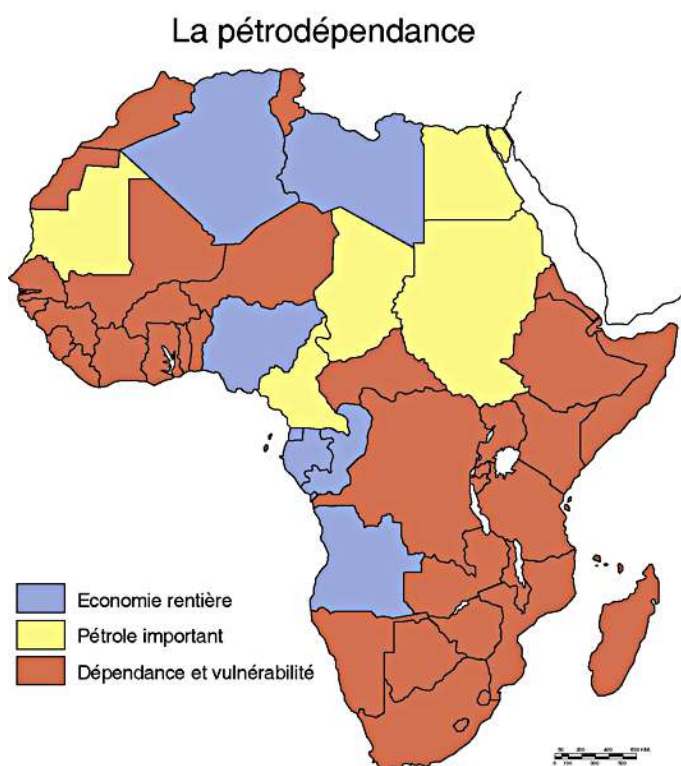 La pétrodépendance
Economie rentière
Pétrole important
Dépendance et vulnérabilité